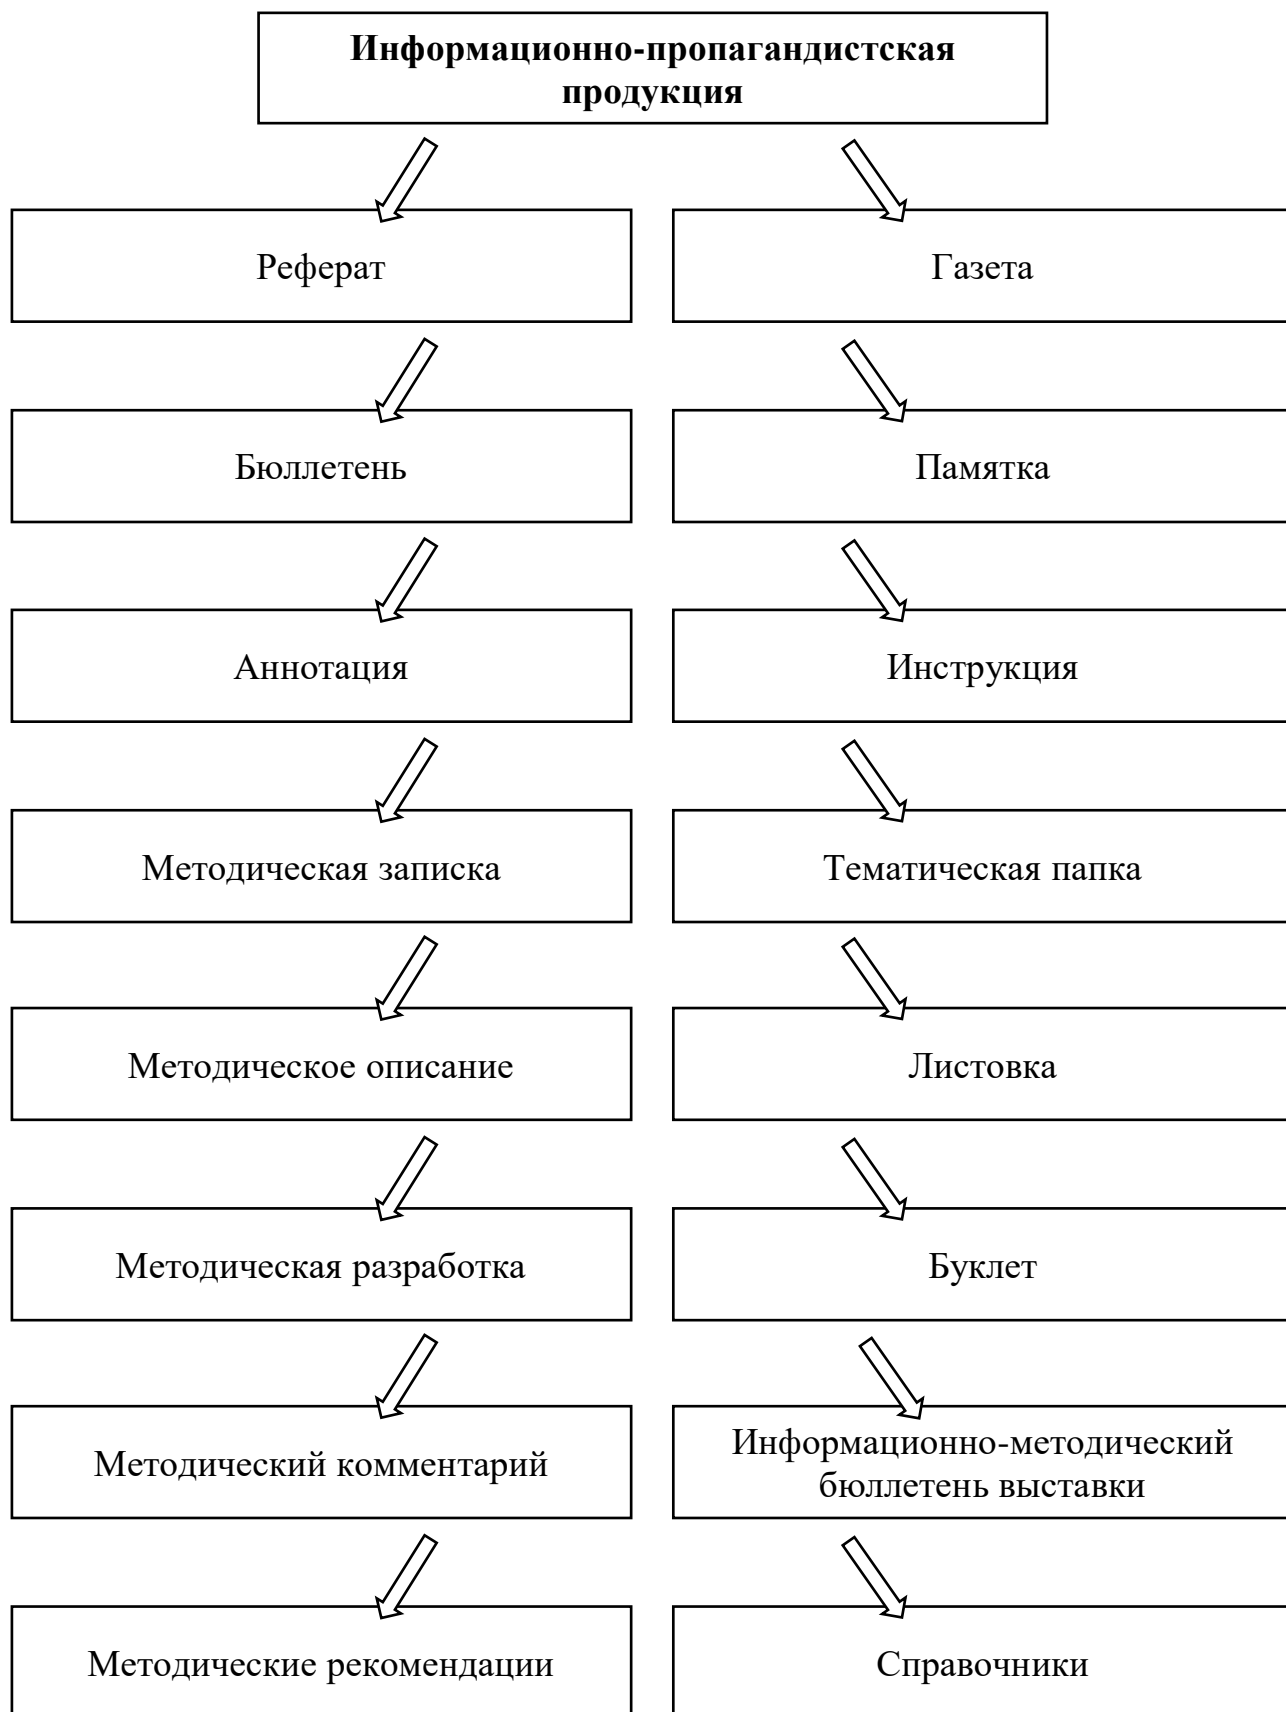 Информационно-пропагандистская
продукция
Реферат
Газета
Бюллетень
Памятка
Аннотация
Инструкция
Методическая записка
Тематическая папка
Методическое описание
Листовка
Методическая разработка
Буклет
Методический комментарий
Информационно-методический
бюллетень выставки
Методические рекомендации
Справочники